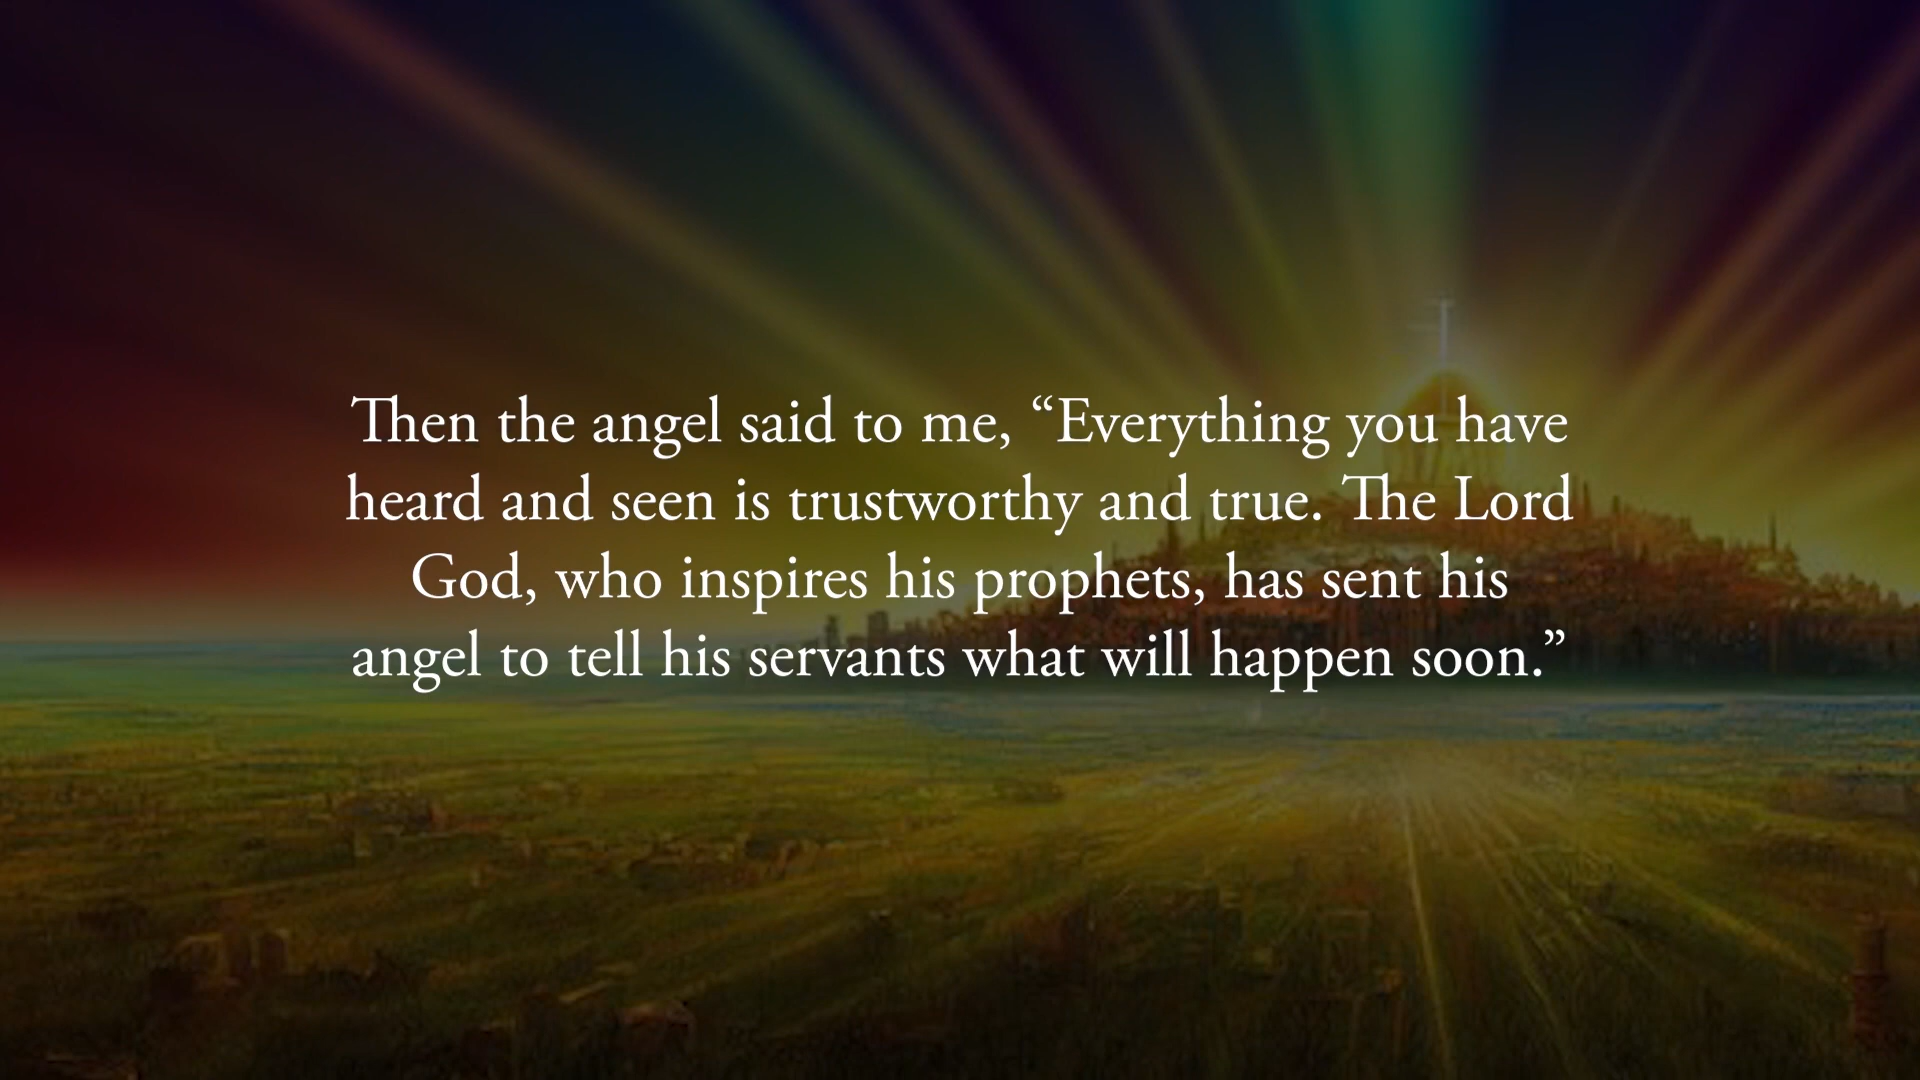 Then the angel said to me, “Everything you have
heard and seen is trustworthy and true. The Lord
God, who inspires his prophets, has sent his
angel to tell his servants what will happen soon.”